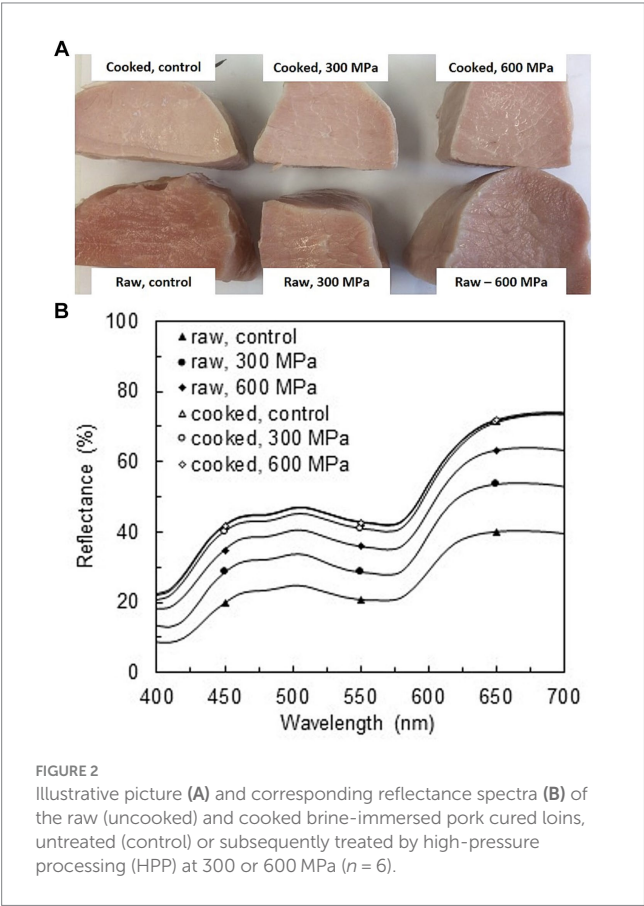 A
Cooked, control
Cooked, 300 MPa
Cooked, 600 MPa
Raw, control
Raw, 300 MPa
Raw – 600 MPa
B
100
80
60
40
20
0
Reflectance (%)
raw, control
raw, 300 MPa
raw, 600 MPa
cooked, control
cooked, 300 MPa
cooked, 600 MPa
400 450 500 550 600 650 700
Wavelength (nm)
FIGURE 2
Illustrative picture (A) and corresponding reflectance spectra (B) of
the raw (uncooked) and cooked brine-immersed pork cured loins,
untreated (control) or subsequently treated by high-pressure
processing (HPP) at 300 or 600 MPa (n = 6).